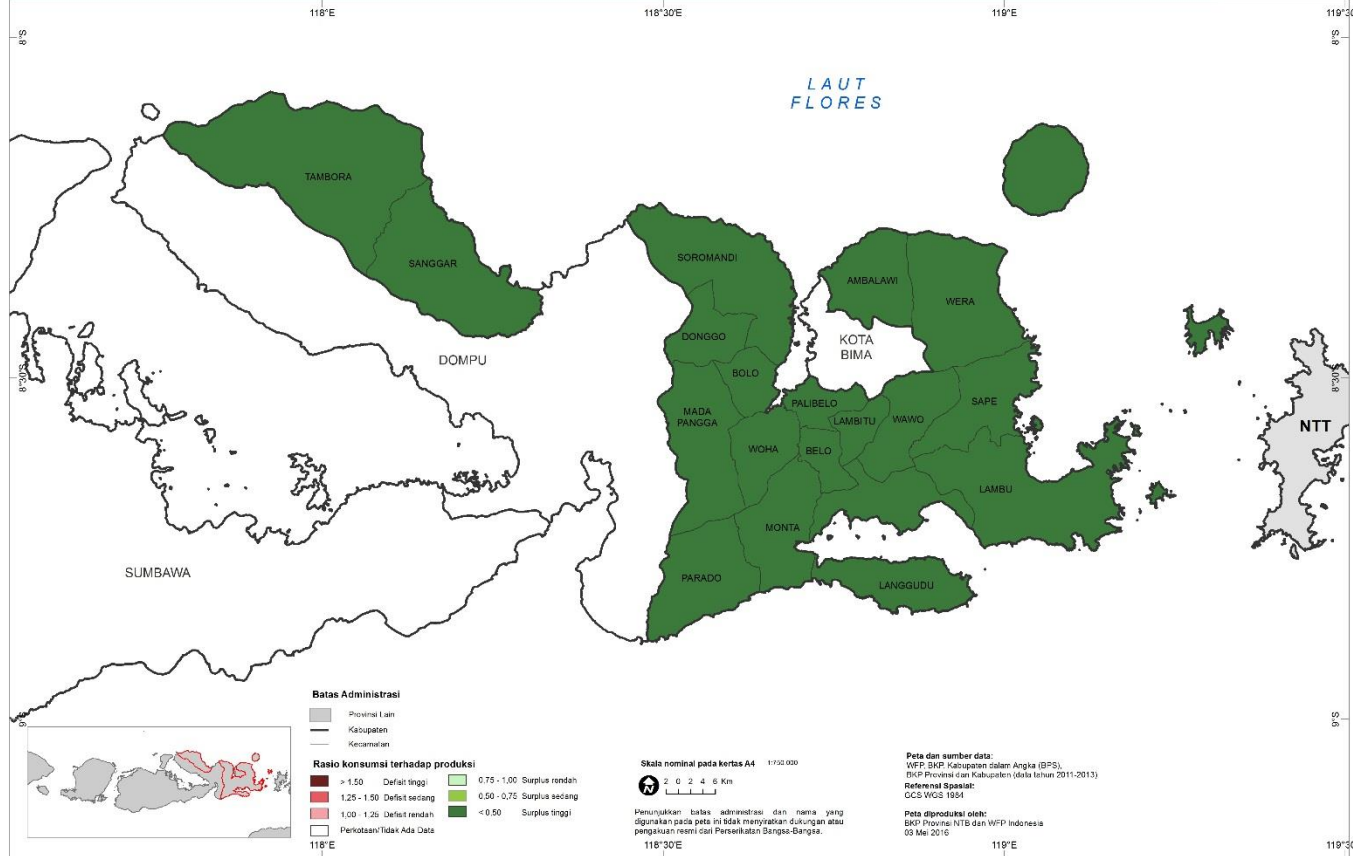 118°E
118°30'E
119°E
8°S
8°S
LAUT
FLORES
TAMBORA
SANGGAR
SOROMANDI
AMBALAWI
WERA
DONGGO
KOTA
BIMA
DOMPU
8°30'S
8°30'S
BOLO
MADA
PANGGA
PALIBELO
LAMBITU
WAWO
SAPE
NTT
WOHA
BELO
LAMBU
MONTA
SUMBAWA
PARADO
LANGGUDU
9°S
9°S
Batas Administrasi
Provinsi Lain
Kabupaten
Kecamatan
Rasio konsumsi terhadap produksi
> 1.50 Defisit tinggi
1,25 - 1,50 Defisit sedang
1,00 - 1,25 Defisit rendah
Perkotaan/Tidak Ada Data
0,75 - 1,00 Surplus rendah
0,50 - 0,75 Surplus sedang
<0.50 Surplus tinggi
Skala nominal pada kertas A4 1:750.000
N
2 0 2 4 6 Km
Penunjukkan batas administrasi dan nama yang
digunakan pada peta ini tidak menyiratkan dukungan atau
pengakuan resmi dari Perserikatan Bangsa-Bangsa.
Peta dan sumber data:
WFP, BKP, Kabupaten dalam Angka (BPS),
BKP Provinsi dan Kabupaten (data tahun 2011-2013)
Referensi Spasial:
GCS WGS 1984
Peta diproduksi oleh:
BKP Provinsi NTB dan WFP Indonesia
03 Mei 2016
118°E
118°30'E
119°E